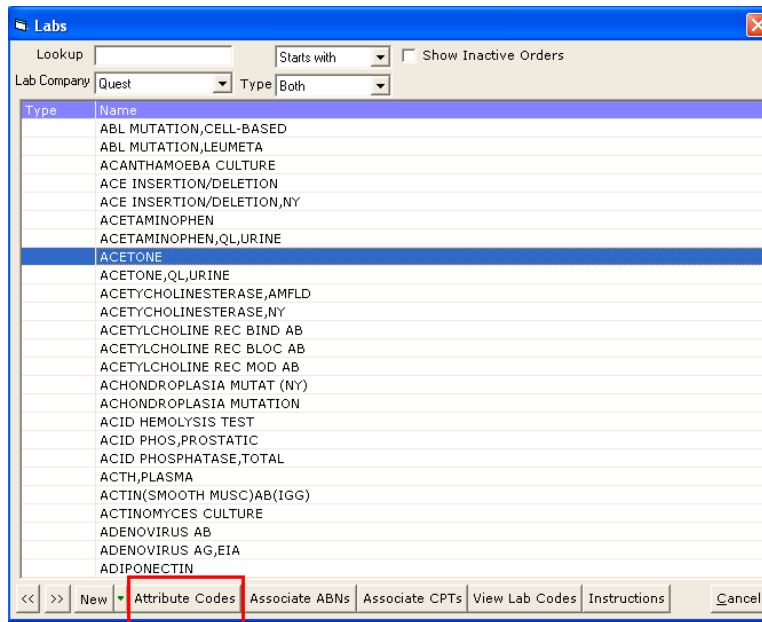 Labs
Lookup Starts with Show Inactive Orders
Lab Company Quest Type Both
Type Name
ABL MUTATION,CELL-BASED
ABL MUTATION,LEUMETA
ACANTHAMOEBA CULTURE
ACE INSERTION/DELETION
ACE INSERTION/DELETION,NY
ACETAMINOPHEN
ACETAMINOPHEN,QL,URINE
ACETONE
ACETONE,QL,URINE
ACETYCHOLINESTERASE,AMFLD
ACETYCHOLINESTERASE,NY
ACETYLCHOLINE REC BIND AB
ACETYLCHOLINE REC BLOC AB
ACETYLCHOLINE REC MOD AB
ACHONDROPLASIA MUTAT (NY)
ACHONDROPLASIA MUTATION
ACID HEMOLYSIS TEST
ACID PHOS,PROSTATIC
ACID PHOSPHATASE,TOTAL
ACTH,PLASMA
ACTIN(SMOOTH MUSC)AB(IGG)
ACTINOMYCES CULTURE
ADENOVIRUS AB
ADENOVIRUS AG,EIA
ADIPONECTIN
<< >> New Attribute Codes Associate ABNs Associate CPTs View Lab Codes Instructions Cancel